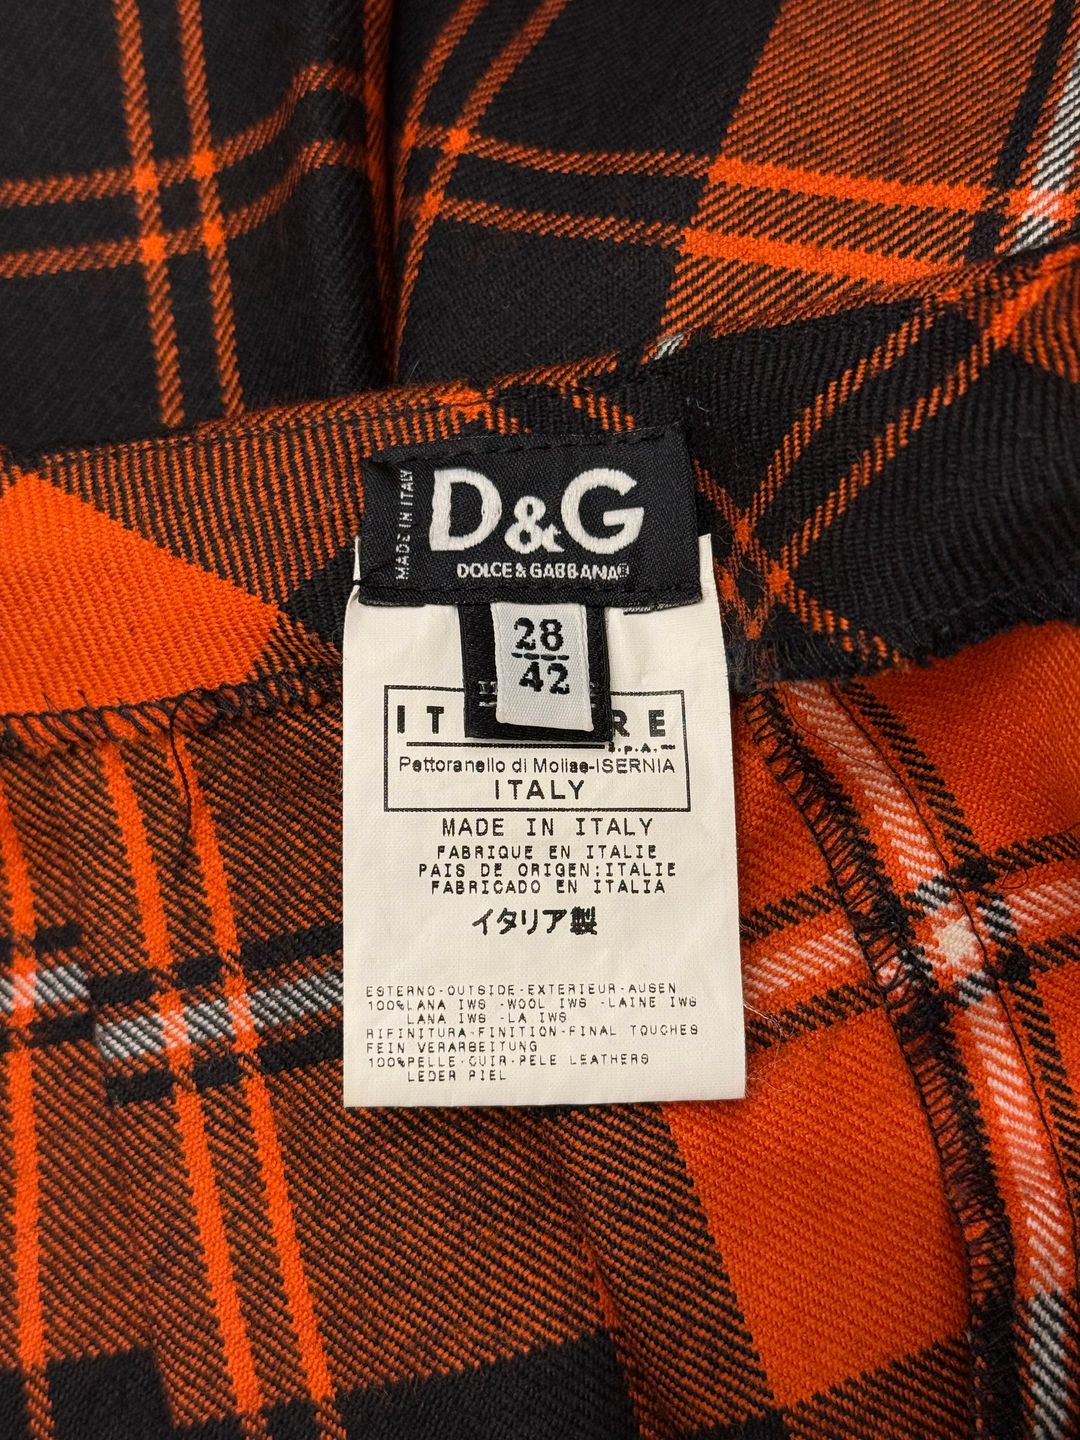 MADE IN ITALY
D&G
DOLCE & GABBANA
28
42
IT RE
S.p.A.
Pettoranello di Molise-ISERNIA
ITALY
MADE IN ITALY
FABRIQUE EN ITALIE
PAIS DE ORIGEN:ITALIE
FABRICADO EN ITALIA
イタリア製
ESTERNO-OUTSIDE-EXTERIEUR-AUSEN
100%LANA IWS -WOOL IWS -LAINE IWS
LANA IWS -LA IWS
RIFINITURA-FINITION-FINAL TOUCHES
FEIN VERARBEITUNG
100%PELLE-CUIR-PELE LEATHERS
LEDER PIEL